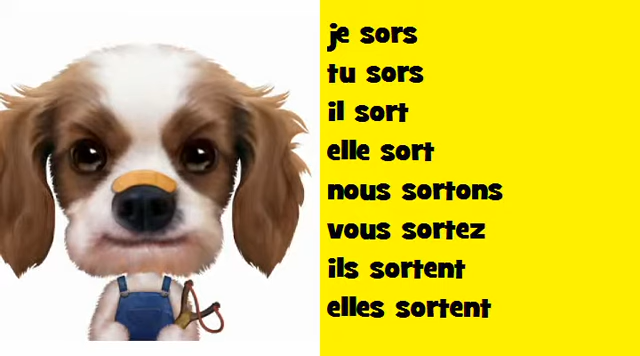 je sors
tu sors
il sort
elle sort
nous sortons
vous sortez
ils sortent
elles sortent